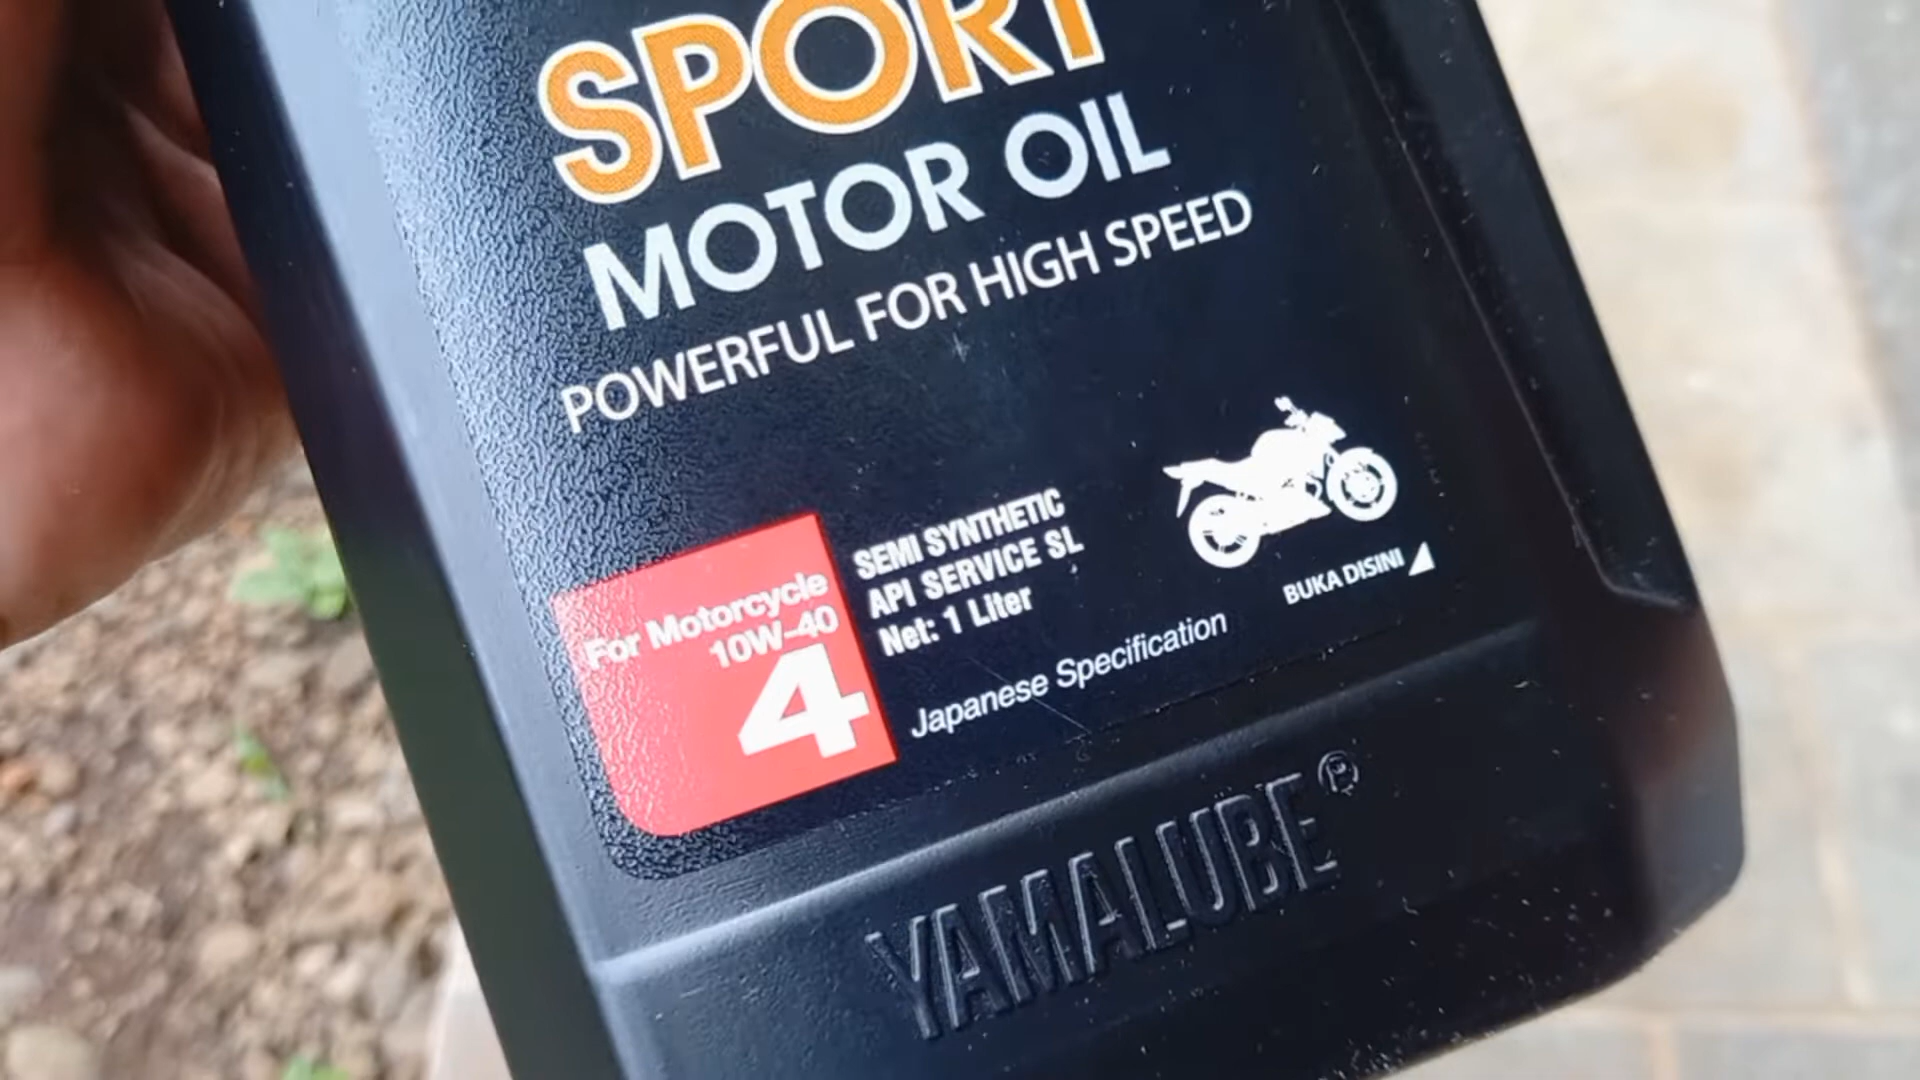 SPORT
MOTOR OIL
POWERFUL FOR HIGH SPEED
For Motorcycle
10W-40
4
SEMI SYNTHETIC
API SERVICE SL
Net: 1 Liter
Japanese Specification
BUKA DISINI
YAMALUBE®